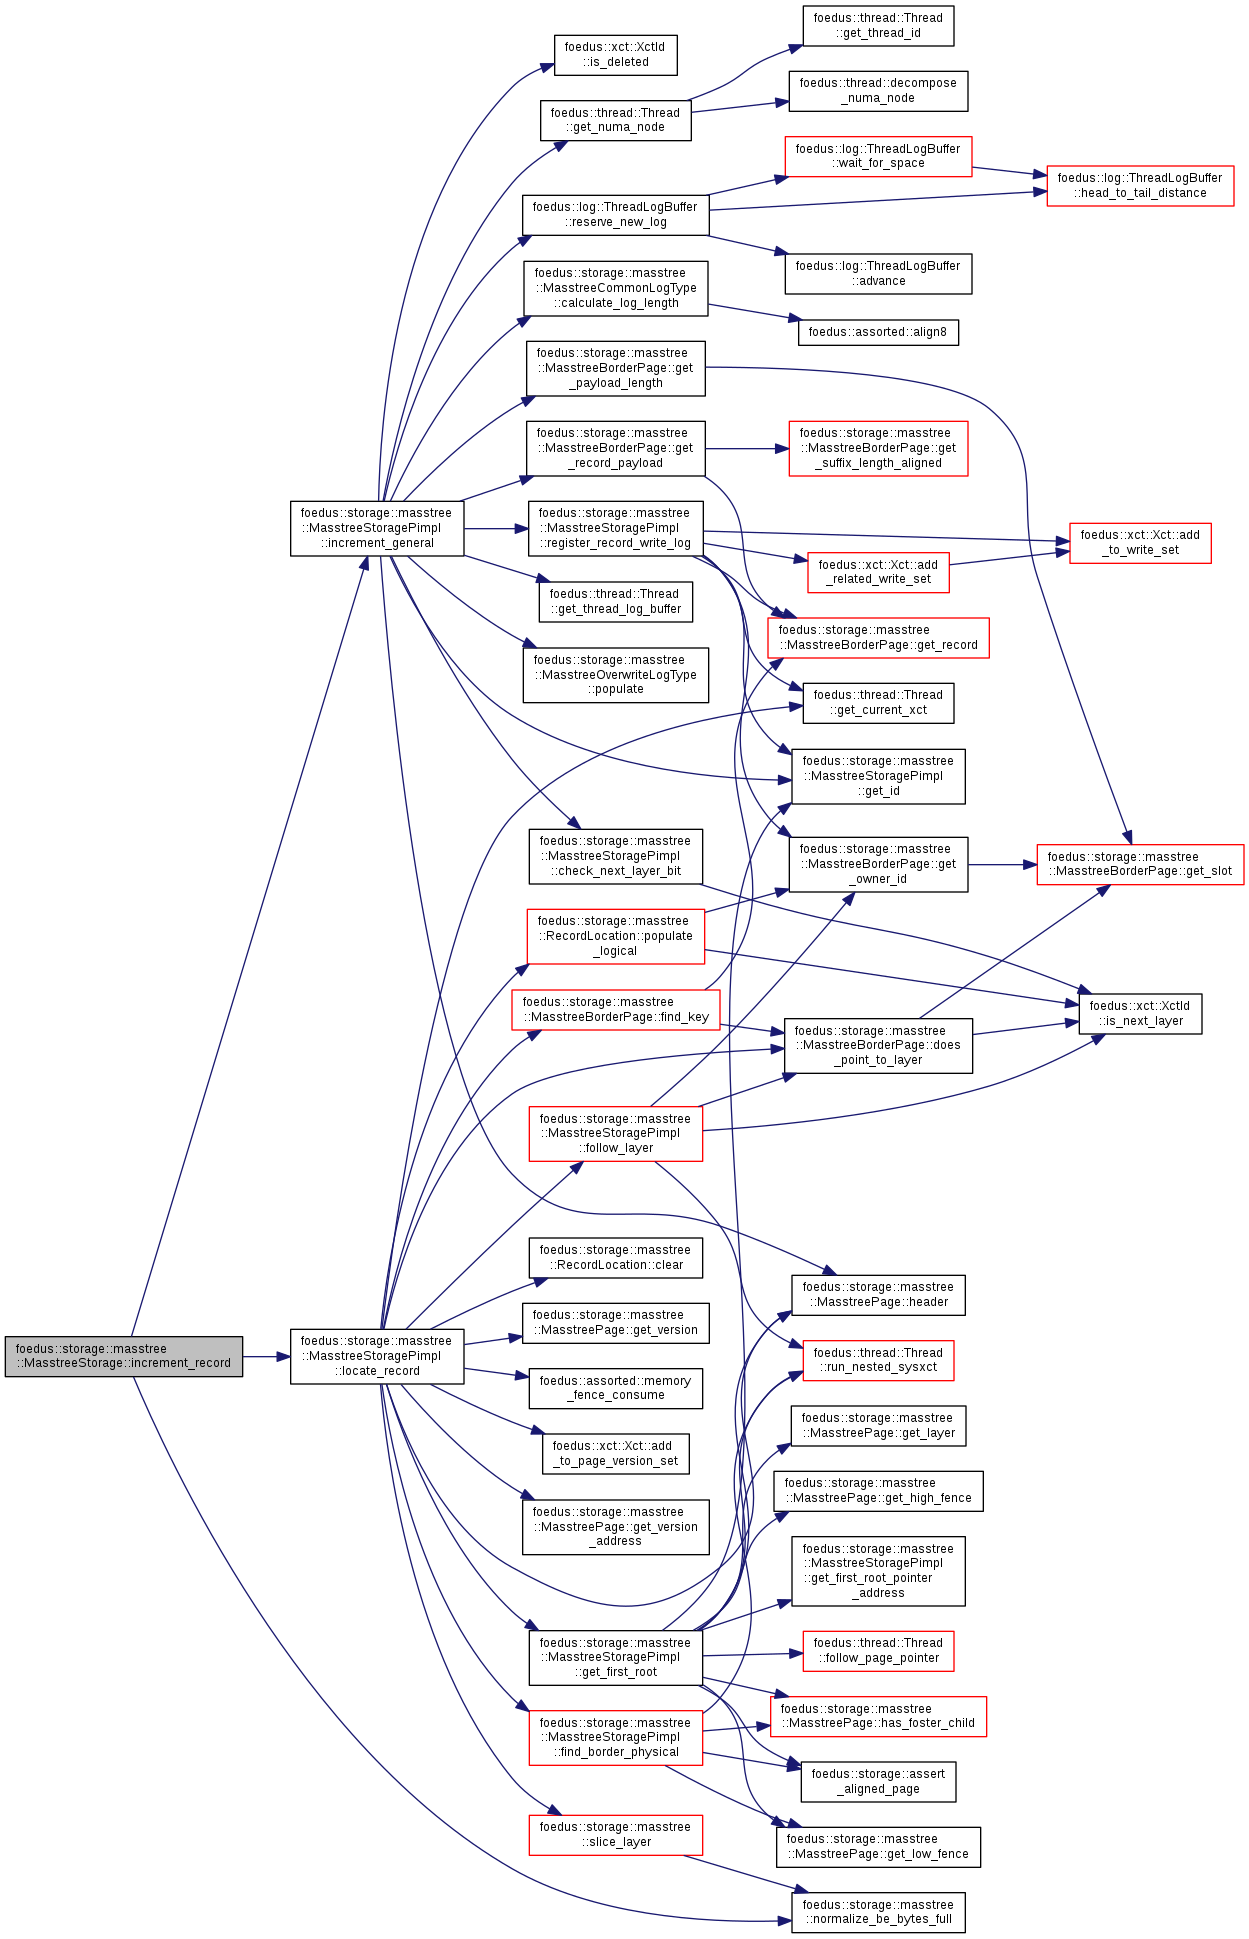 foedus::storage::masstree
::MasstreeStorage::increment_record
foedus::storage::masstree
::MasstreeStoragePimpl
::increment_general
foedus::storage::masstree
::MasstreeStoragePimpl
::locate_record
foedus::xct::XctId
::is_deleted
foedus::thread::Thread
::get_numa_node
foedus::log::ThreadLogBuffer
::reserve_new_log
foedus::storage::masstree
::MasstreeCommonLogType
::calculate_log_length
foedus::storage::masstree
::MasstreeBorderPage::get
_payload_length
foedus::storage::masstree
::MasstreeBorderPage::get
_record_payload
foedus::storage::masstree
::MasstreeStoragePimpl
::register_record_write_log
foedus::thread::Thread
::get_thread_log_buffer
foedus::storage::masstree
::MasstreeOverwriteLogType
::populate
foedus::storage::masstree
::MasstreeStoragePimpl
::check_next_layer_bit
foedus::storage::masstree
::RecordLocation::populate
_logical
foedus::storage::masstree
::MasstreeBorderPage::find_key
foedus::storage::masstree
::MasstreeStoragePimpl
::follow_layer
foedus::storage::masstree
::RecordLocation::clear
foedus::storage::masstree
::MasstreePage::get_version
foedus::assorted::memory
_fence_consume
foedus::xct::Xct::add
_to_page_version_set
foedus::storage::masstree
::MasstreePage::get_version
_address
foedus::storage::masstree
::MasstreeStoragePimpl
::get_first_root
foedus::storage::masstree
::MasstreeStoragePimpl
::find_border_physical
foedus::storage::masstree
::slice_layer
foedus::thread::Thread
::get_thread_id
foedus::thread::decompose
_numa_node
foedus::log::ThreadLogBuffer
::wait_for_space
foedus::log::ThreadLogBuffer
::advance
foedus::assorted::align8
foedus::storage::masstree
::MasstreeBorderPage::get
_suffix_length_aligned
foedus::xct::Xct::add
_related_write_set
foedus::storage::masstree
::MasstreeBorderPage::get_record
foedus::thread::Thread
::get_current_xct
foedus::storage::masstree
::MasstreeStoragePimpl
::get_id
foedus::storage::masstree
::MasstreeBorderPage::get
_owner_id
foedus::storage::masstree
::MasstreeBorderPage::does
_point_to_layer
foedus::storage::masstree
::MasstreePage::header
foedus::thread::Thread
::run_nested_sysxct
foedus::storage::masstree
::MasstreePage::get_layer
foedus::storage::masstree
::MasstreePage::get_high_fence
foedus::storage::masstree
::MasstreeStoragePimpl
::get_first_root_pointer
_address
foedus::thread::Thread
::follow_page_pointer
foedus::storage::masstree
::MasstreePage::has_foster_child
foedus::storage::assert
_aligned_page
foedus::storage::masstree
::MasstreePage::get_low_fence
foedus::storage::masstree
::normalize_be_bytes_full
foedus::log::ThreadLogBuffer
::head_to_tail_distance
foedus::xct::Xct::add
_to_write_set
foedus::storage::masstree
::MasstreeBorderPage::get_slot
foedus::xct::XctId
::is_next_layer